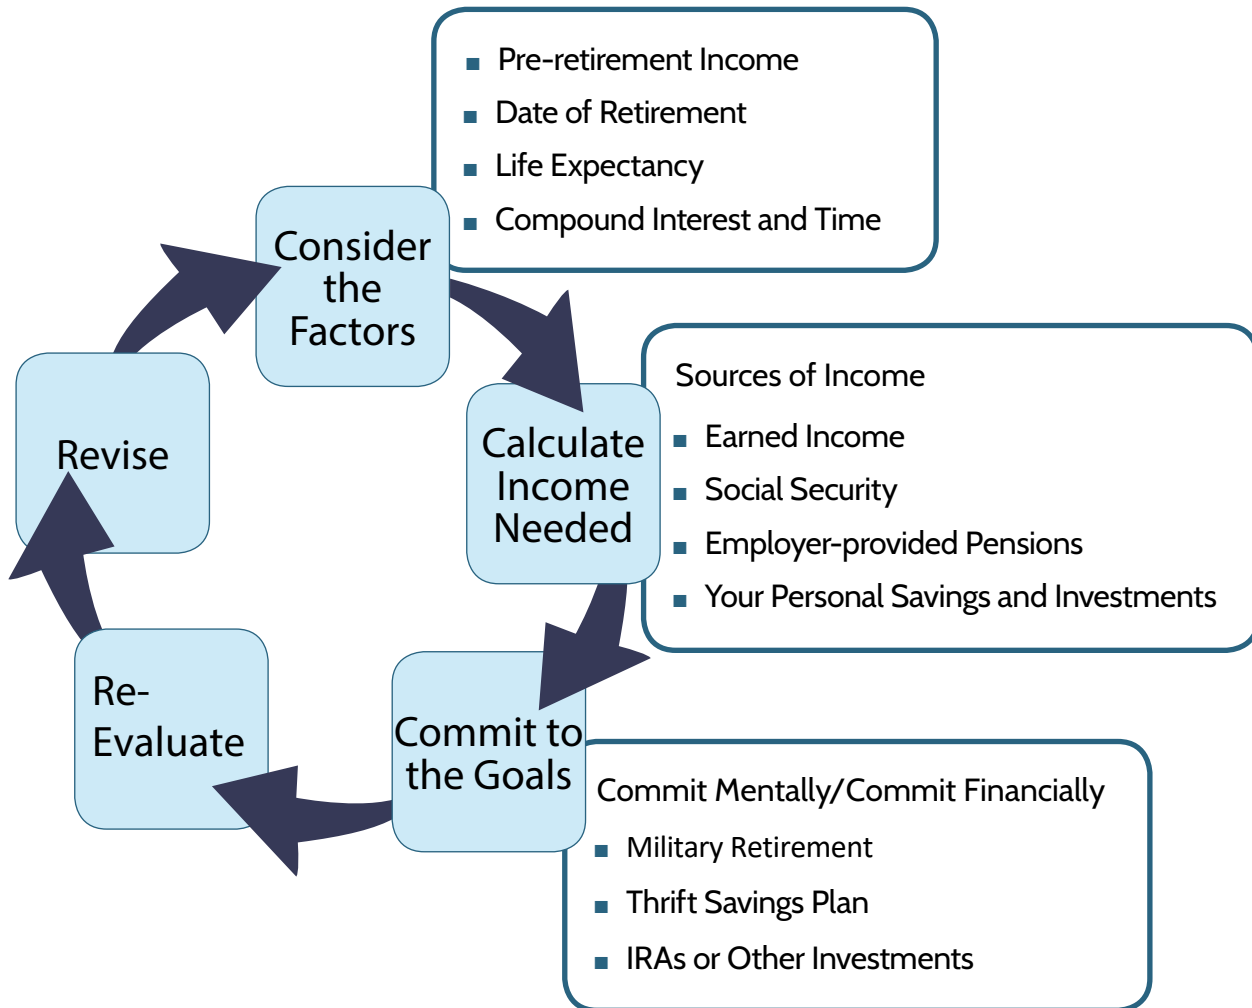 Pre-retirement Income
Date of Retirement
Life Expectancy
Compound Interest and Time
Consider
the
Factors
Sources of Income
Earned Income
Social Security
Employer-provided Pensions
Your Personal Savings and Investments
Calculate
Income
Needed
Commit to
the Goals
Commit Mentally/Commit Financially
Military Retirement
Thrift Savings Plan
IRAs or Other Investments
Re-
Evaluate
Revise